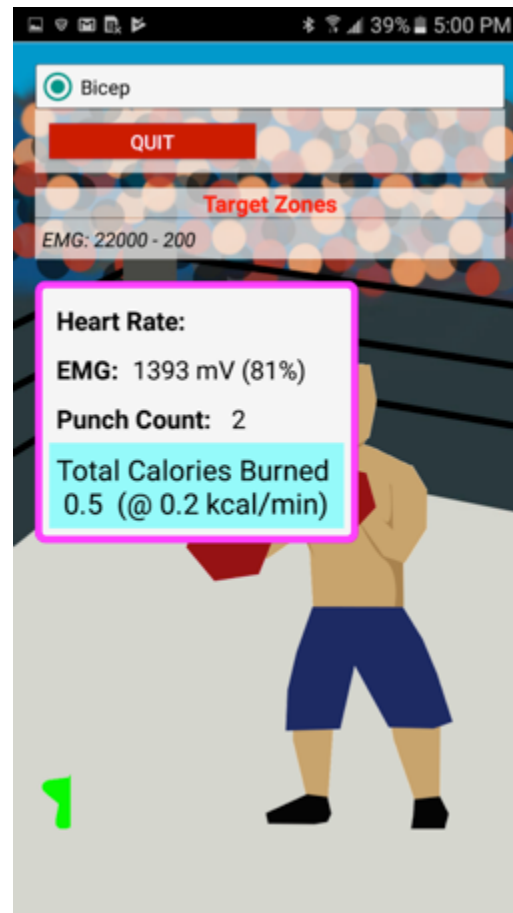 39% 5:00 PM
Bicep
QUIT
Target Zones
EMG: 22000 - 200
Heart Rate:
EMG: 1393 mV (81%)
Punch Count: 2
Total Calories Burned
0.5 (@ 0.2 kcal/min)